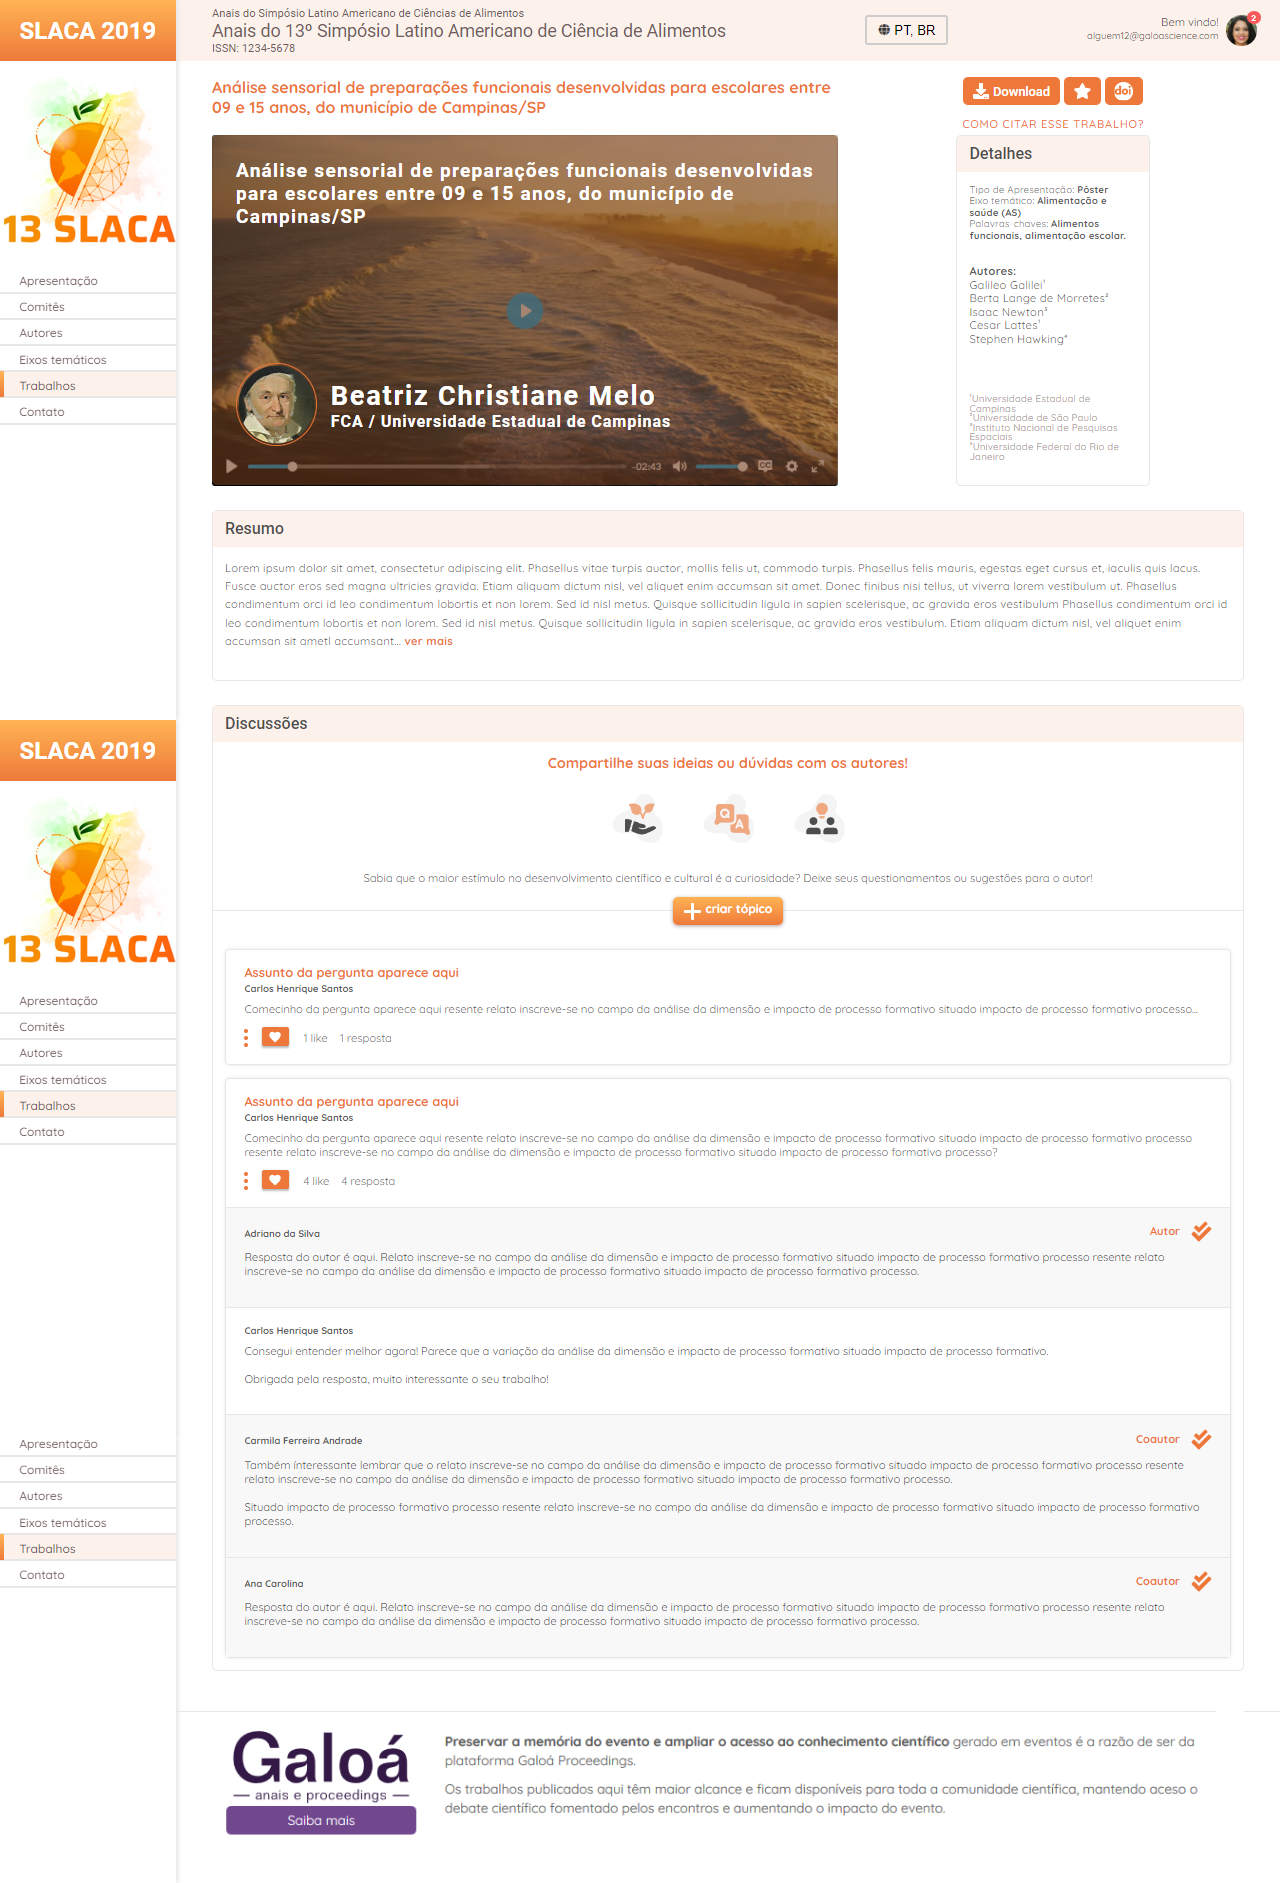 SLACA 2019
Anais do Simpósio Latino Americano de Ciências de Alimentos
Anais do 13º Simpósio Latino Americano de Ciência de Alimentos
ISSN: 1234-5678
PT, BR
Bem vindo!
alguem12@galoascience.com
2
13 SLACA
Apresentação
Comitês
Autores
Eixos temáticos
Trabalhos
Contato
Análise sensorial de preparações funcionais desenvolvidas para escolares entre
09 e 15 anos, do município de Campinas/SP
Download
doi
COMO CITAR ESSE TRABALHO?
Análise sensorial de preparações funcionais desenvolvidas
para escolares entre 09 e 15 anos, do município de
Campinas/SP
Beatriz Christiane Melo
FCA / Universidade Estadual de Campinas
-02:43
CC
Detalhes
Tipo de Apresentação: Pôster
Eixo temático: Alimentação e
saúde (AS)
Palavras chaves: Alimentos
funcionais, alimentação escolar.
Autores:
Galileo Galilei¹
Berta Lange de Morretes²
Isaac Newton³
Cesar Lattes¹
Stephen Hawking⁴
¹Universidade Estadual de
Campinas
²Universidade de São Paulo
³Instituto Nacional de Pesquisas
Espaciais
⁴Universidade Federal do Rio de
Janeiro
Resumo
Lorem ipsum dolor sit amet, consectetur adipiscing elit. Phasellus vitae turpis auctor, mollis felis ut, commodo turpis. Phasellus felis mauris, egestas eget cursus et, iaculis quis lacus.
Fusce auctor eros sed magna ultricies gravida. Etiam aliquam dictum nisl, vel aliquet enim accumsan sit amet. Donec finibus nisi tellus, ut viverra lorem vestibulum ut. Phasellus
condimentum orci id leo condimentum lobortis et non lorem. Sed id nisl metus. Quisque sollicitudin ligula in sapien scelerisque, ac gravida eros vestibulum Phasellus condimentum orci id
leo condimentum lobortis et non lorem. Sed id nisl metus. Quisque sollicitudin ligula in sapien scelerisque, ac gravida eros vestibulum. Etiam aliquam dictum nisl, vel aliquet enim
accumsan sit ametl accumsant... ver mais
Discussões
Compartilhe suas ideias ou dúvidas com os autores!
Q
A
Sabia que o maior estímulo no desenvolvimento científico e cultural é a curiosidade? Deixe seus questionamentos ou sugestões para o autor!
criar tópico
SLACA 2019
13 SLACA
Apresentação
Comitês
Autores
Eixos temáticos
Trabalhos
Contato
Assunto da pergunta aparece aqui
Carlos Henrique Santos
Comecinho da pergunta aparece aqui resente relato inscreve-se no campo da análise da dimensão e impacto de processo formativo situado impacto de processo formativo processo...
1 like 1 resposta
Assunto da pergunta aparece aqui
Carlos Henrique Santos
Comecinho da pergunta aparece aqui resente relato inscreve-se no campo da análise da dimensão e impacto de processo formativo situado impacto de processo formativo processo
resente relato inscreve-se no campo da análise da dimensão e impacto de processo formativo situado impacto de processo formativo processo?
4 like 4 resposta
Adriano da Silva
Autor
Resposta do autor é aqui. Relato inscreve-se no campo da análise da dimensão e impacto de processo formativo situado impacto de processo formativo processo resente relato
inscreve-se no campo da análise da dimensão e impacto de processo formativo situado impacto de processo formativo processo.
Carlos Henrique Santos
Consegui entender melhor agora! Parece que a variação da análise da dimensão e impacto de processo formativo situado impacto de processo formativo.
Obrigada pela resposta, muito interessante o seu trabalho!
Carmila Ferreira Andrade
Coautor
Também ínteressante lembrar que o relato inscreve-se no campo da análise da dimensão e impacto de processo formativo situado impacto de processo formativo processo resente
relato inscreve-se no campo da análise da dimensão e impacto de processo formativo situado impacto de processo formativo processo.
Situado impacto de processo formativo processo resente relato inscreve-se no campo da análise da dimensão e impacto de processo formativo situado impacto de processo formativo
processo.
Ana Carolina
Coautor
Resposta do autor é aqui. Relato inscreve-se no campo da análise da dimensão e impacto de processo formativo situado impacto de processo formativo processo resente relato
inscreve-se no campo da análise da dimensão e impacto de processo formativo situado impacto de processo formativo processo.
Apresentação
Comitês
Autores
Eixos temáticos
Trabalhos
Contato
Galoá
anais e proceedings
Saiba mais
Preservar a memória do evento e ampliar o acesso ao conhecimento científico gerado em eventos é a razão de ser da
plataforma Galoá Proceedings.
Os trabalhos publicados aqui têm maior alcance e ficam disponíveis para toda a comunidade científica, mantendo aceso o
debate científico fomentado pelos encontros e aumentando o impacto do evento.